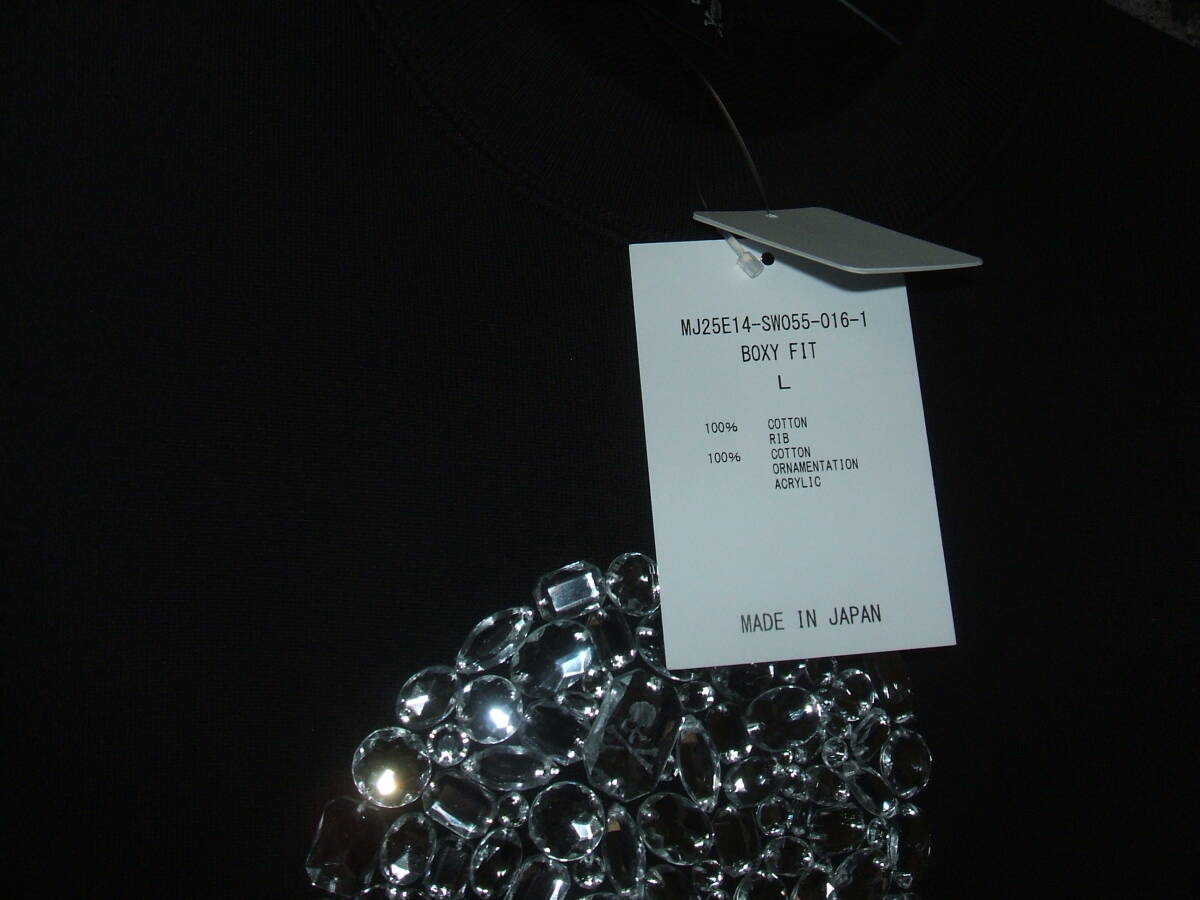 MJ25E14-SW055-016-1
BOXY FIT
L
100% COTTON
RIB
100% COTTON
ORNAMENTATION
ACRYLIC
MADE IN JAPAN